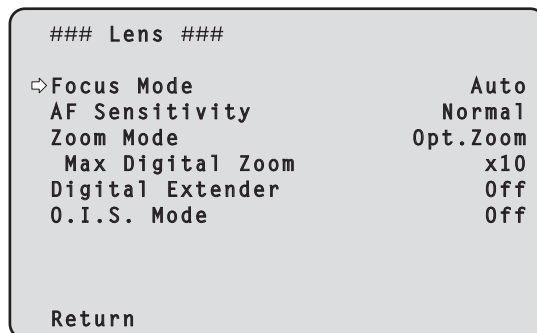 ### Lens ###
⇨Focus Mode Auto
AF Sensitivity Normal
Zoom Mode Opt.Zoom
Max Digital Zoom x10
Digital Extender Off
O.I.S. Mode Off
Return